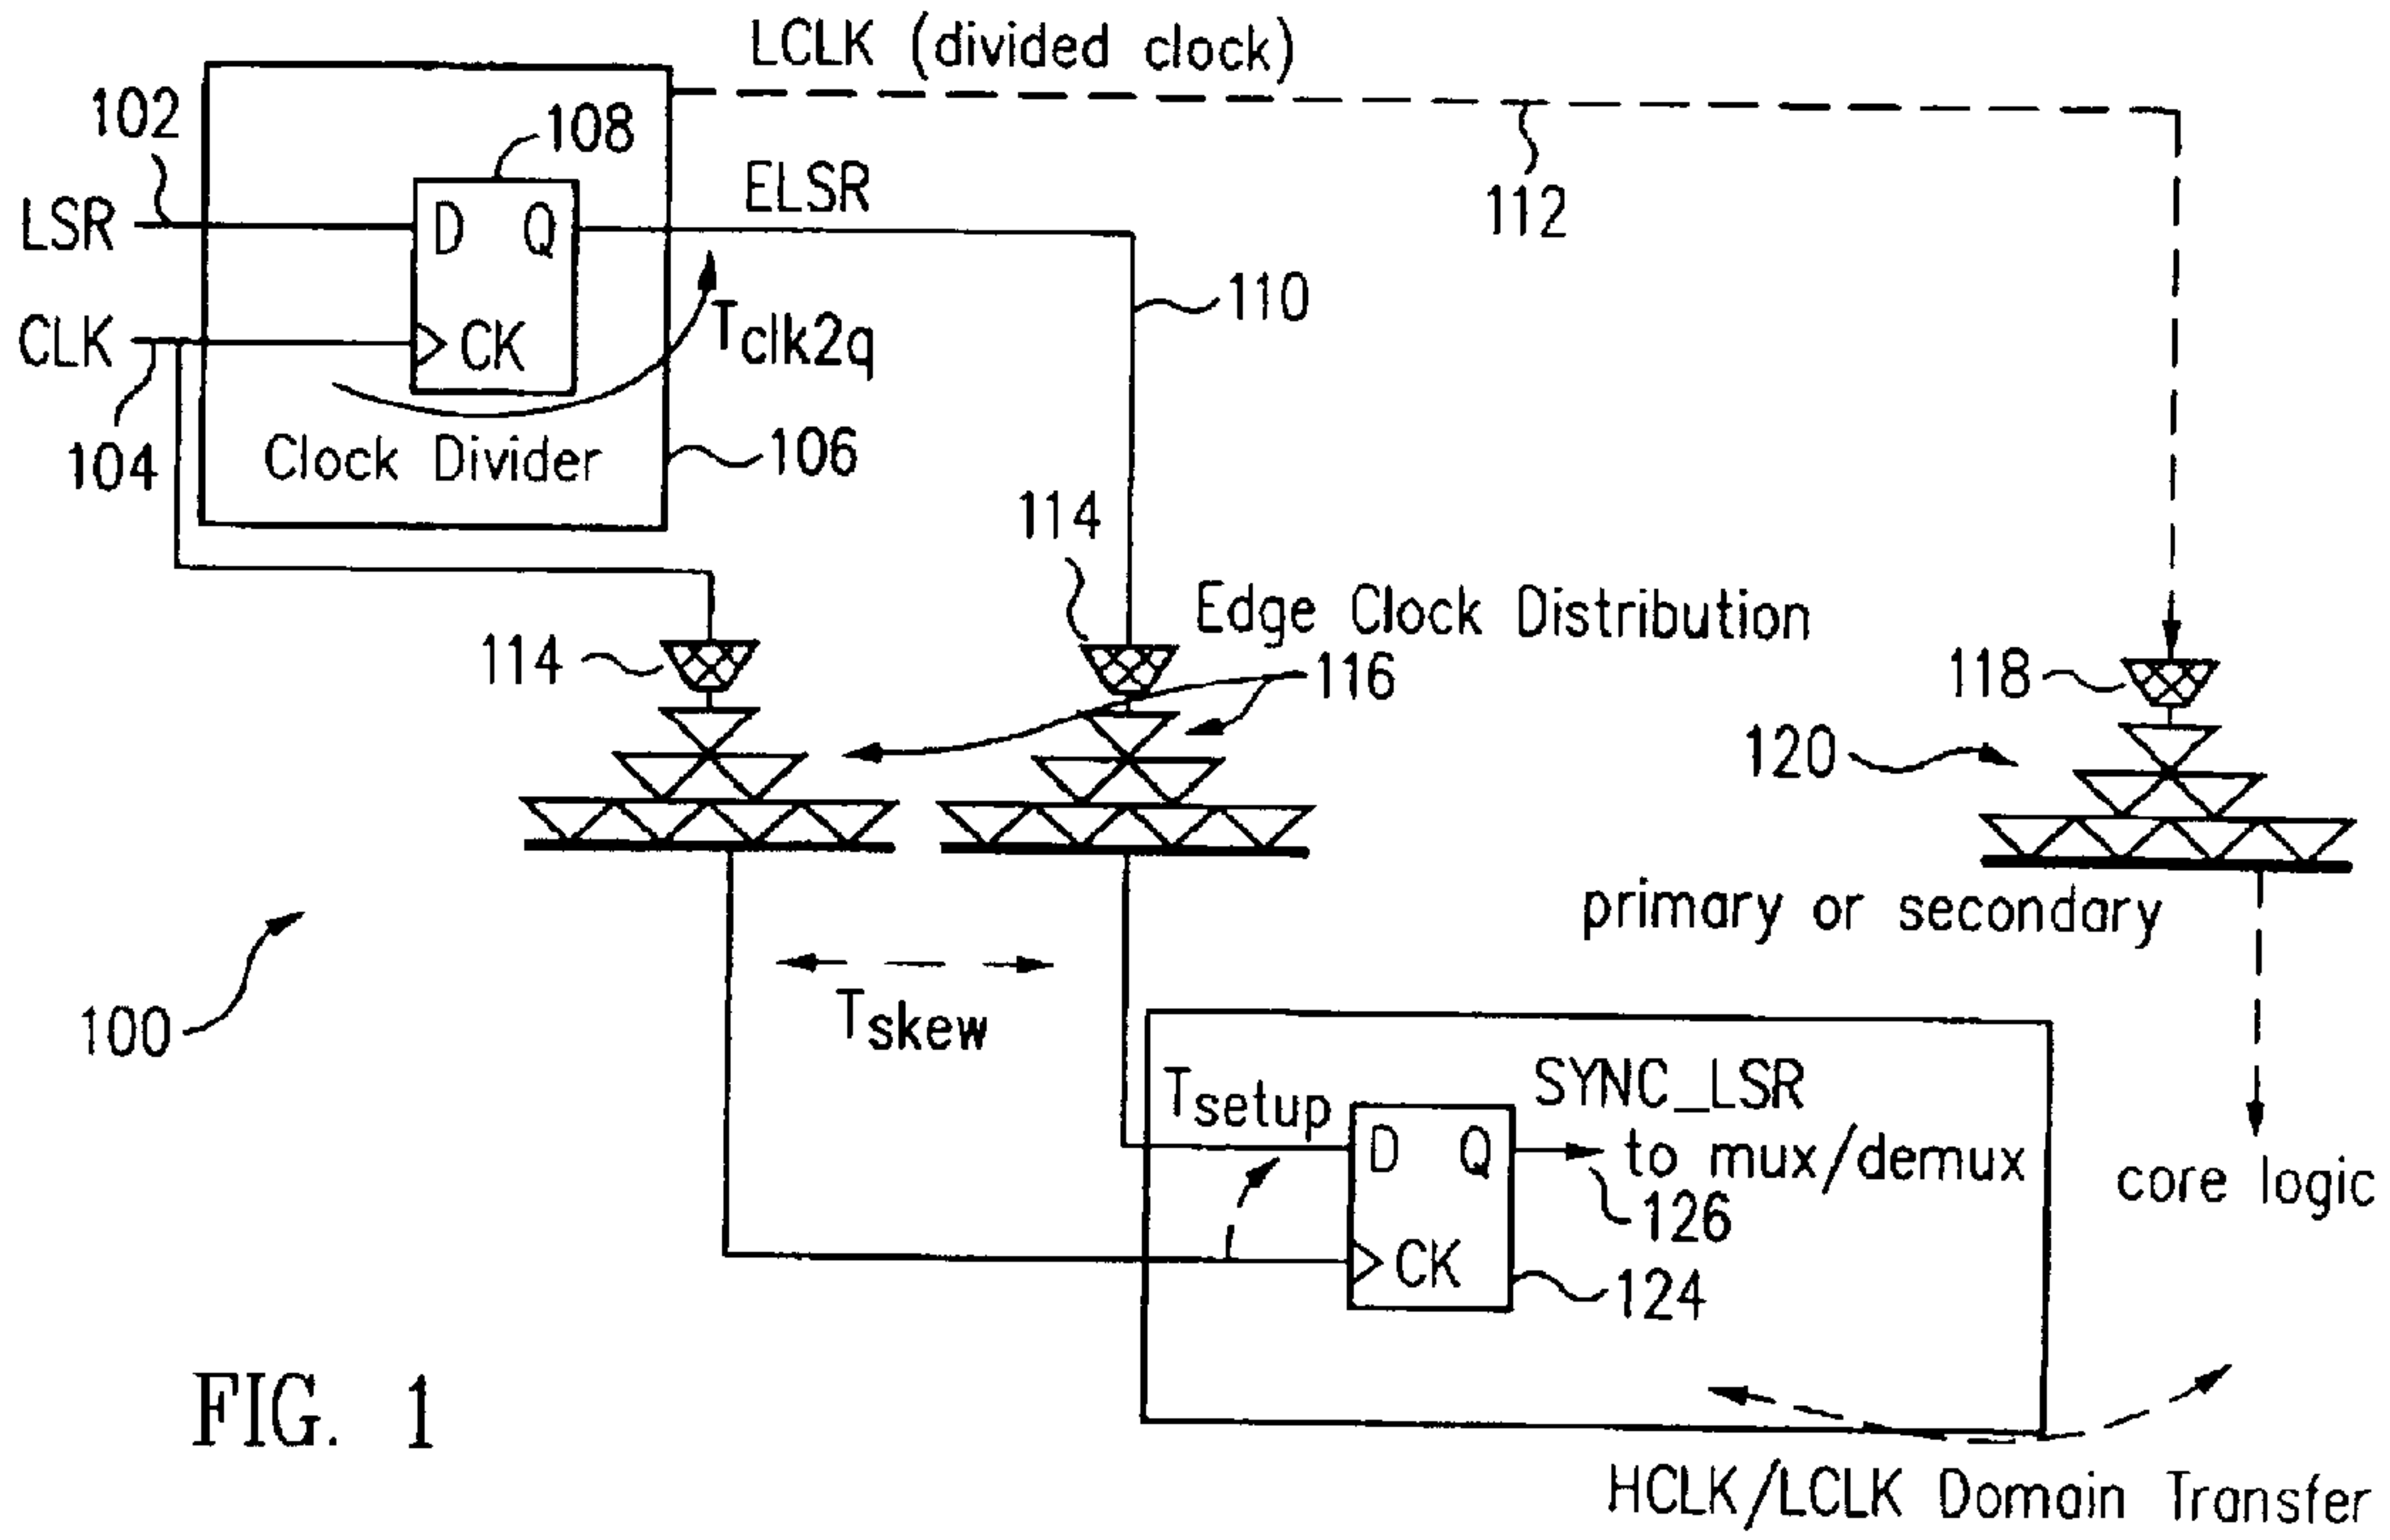 LCLK (divided clock)
102
108
112
LSR
D Q
ELSR
110
CLK
CK
Tclk2q
104
Clock Divider
106
114
Edge Clock Distribution
114
116
118
120
primary or secondary
Tskew
100
SYNC_LSR
Tsetup
D Q
to mux/demux
126
core logic
CK
124
FIG. 1
HCLK/LCLK Domain Transfer